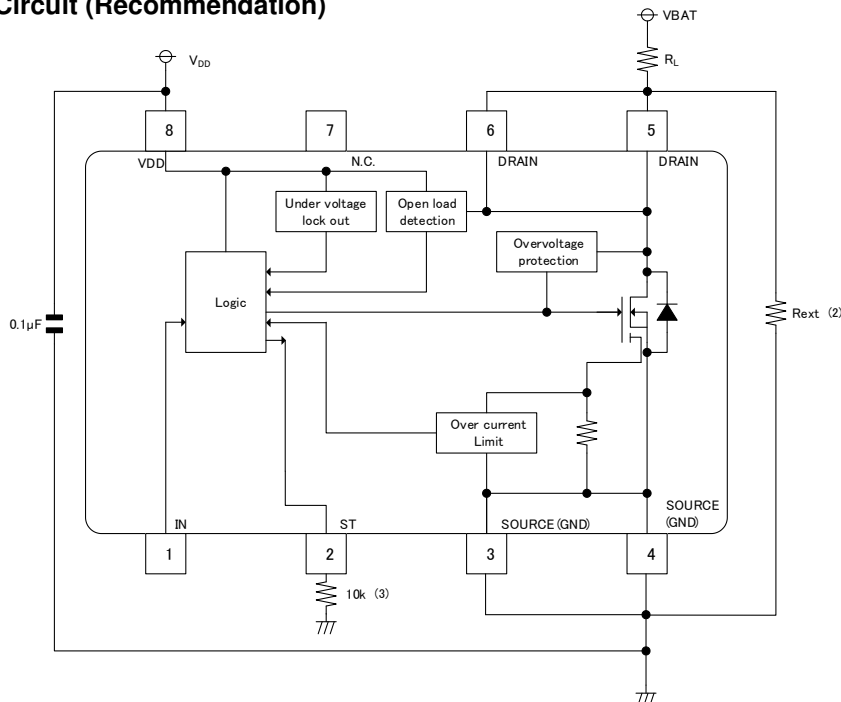 Circuit (Recommendation)
VBAT
VDD
RL
8
7
6
5
VDD
N.C.
DRAIN
DRAIN
Under voltage
lock out
Open load
detection
Overvoltage
protection
Logic
0.1μF
Rext (2)
Over current
Limit
IN
ST
SOURCE(GND)
SOURCE
(GND)
1
2
3
4
10k (3)